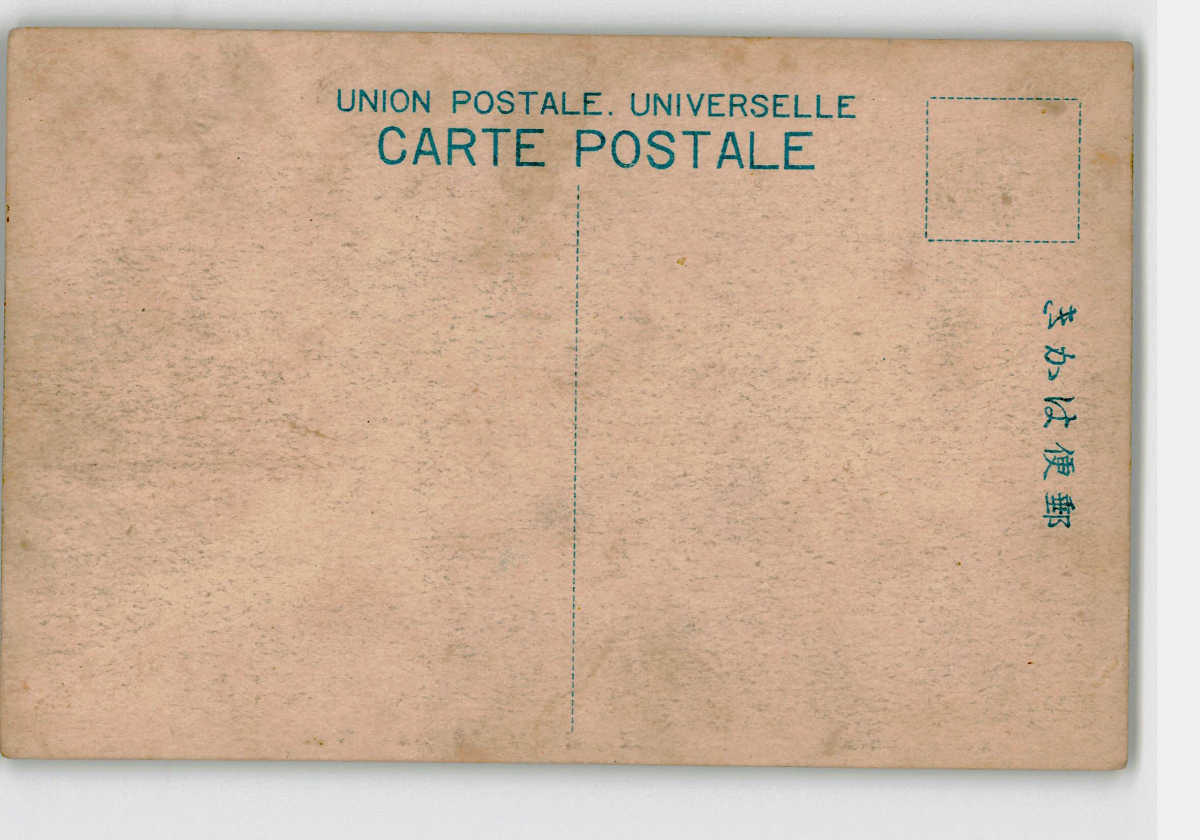 UNION POSTALE. UNIVERSELLE
CARTE POSTALE
きかは便郵